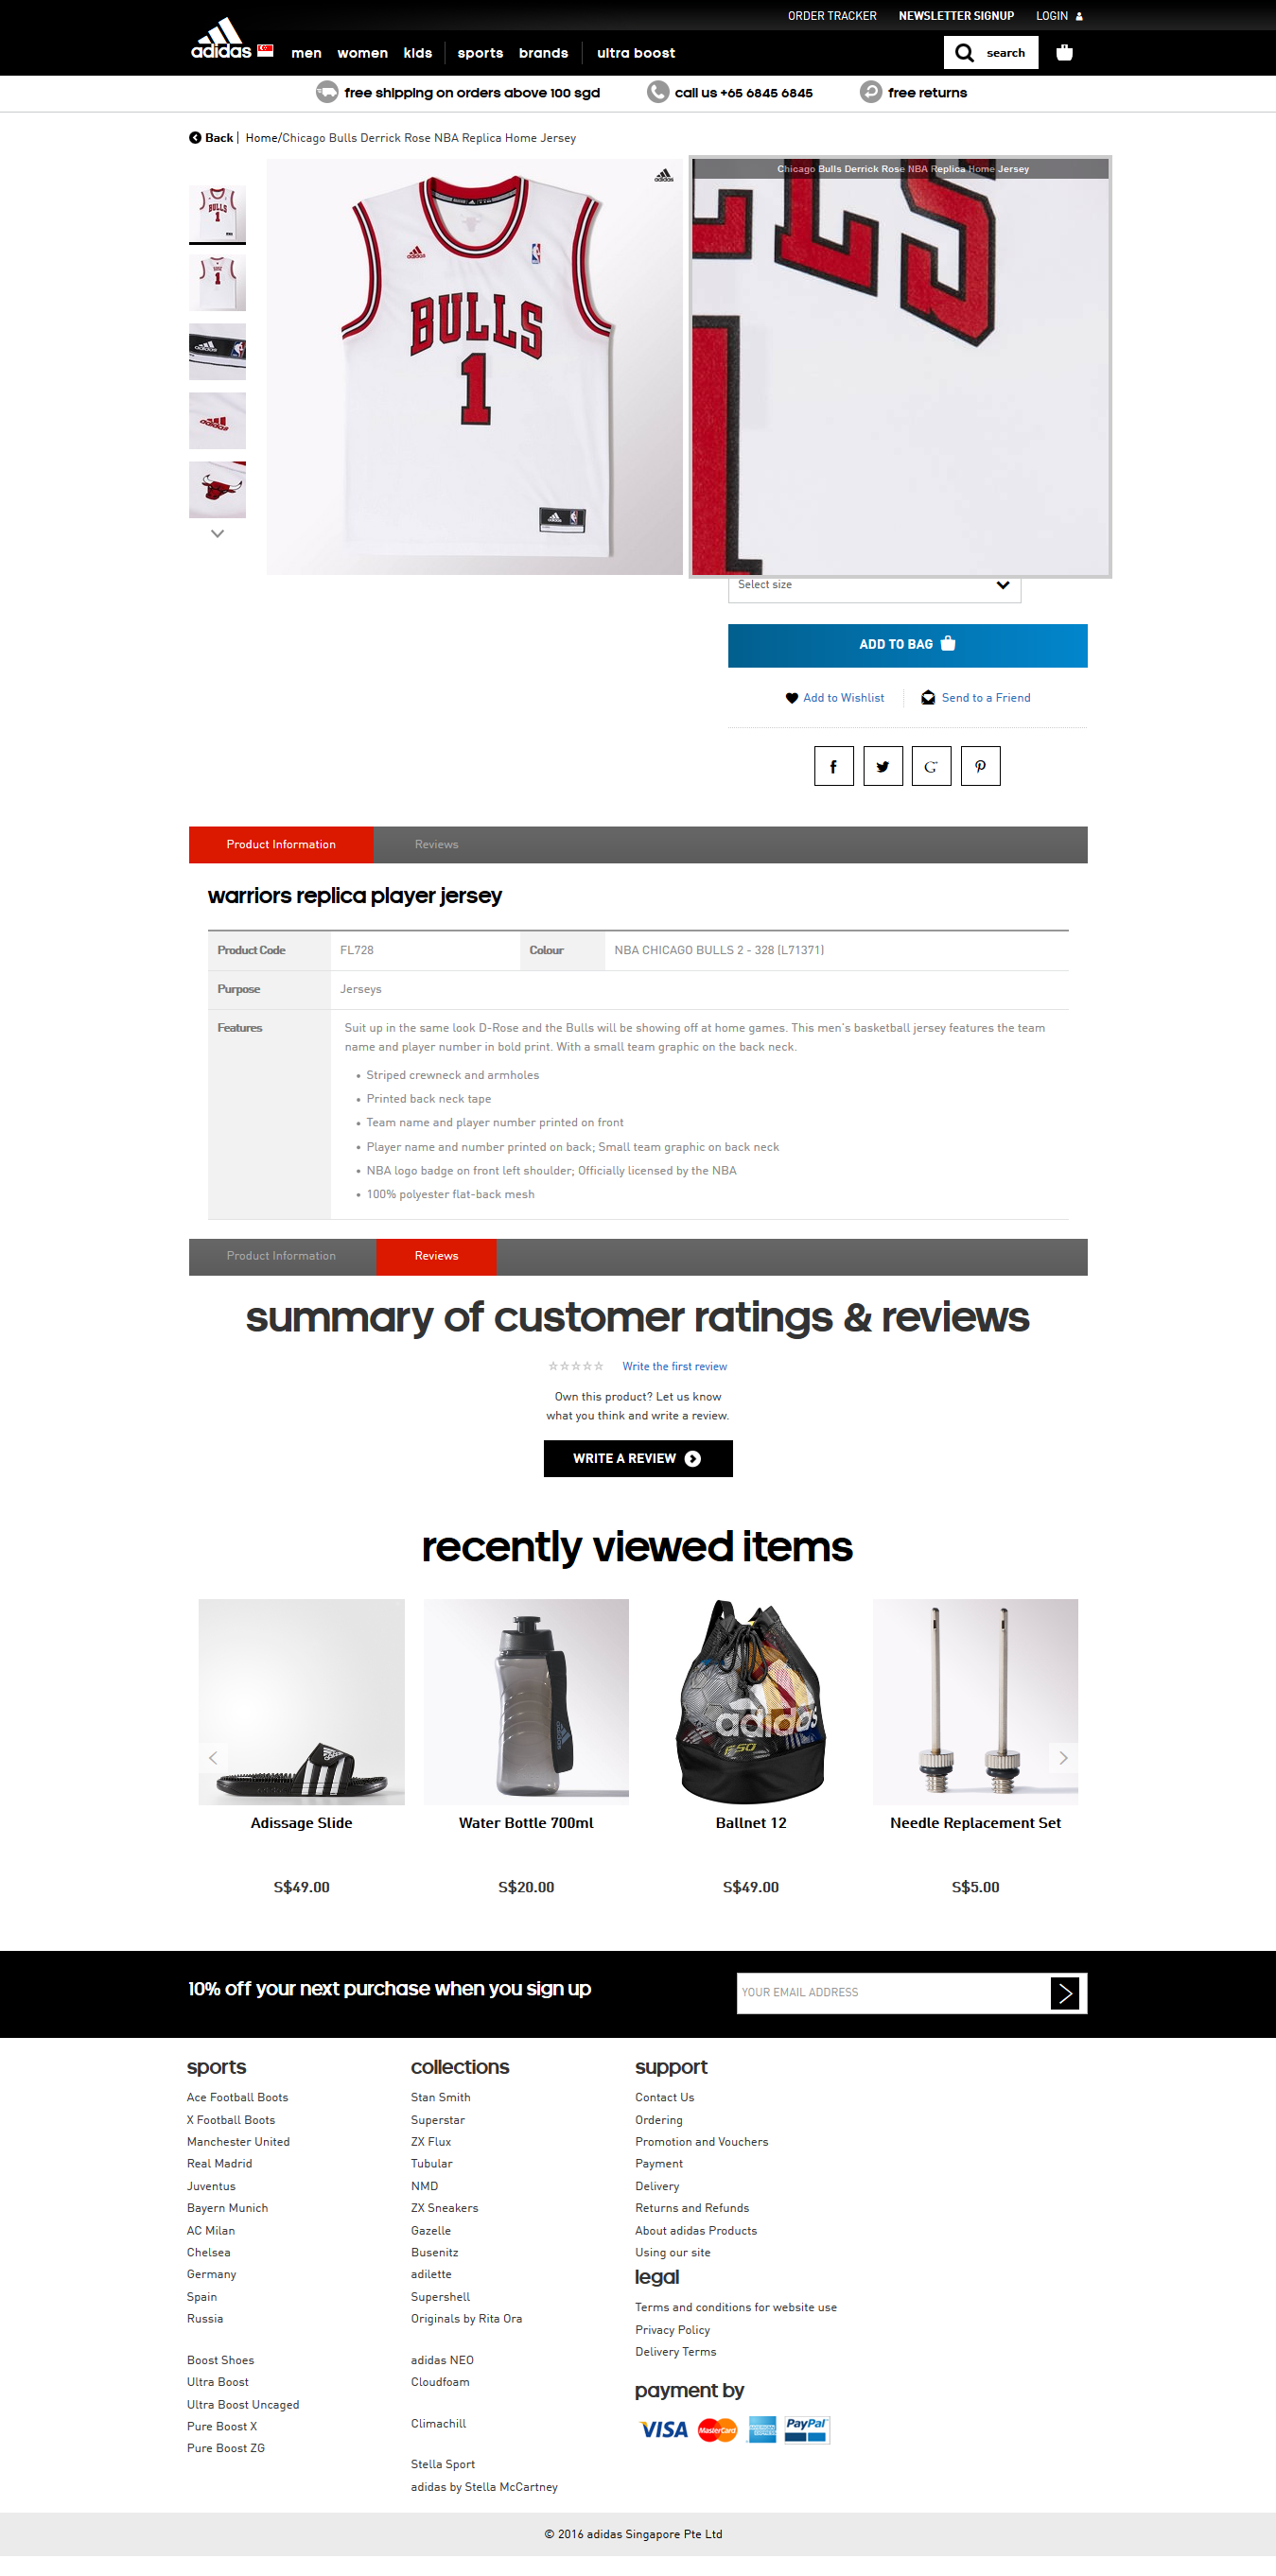 ORDER TRACKER NEWSLETTER SIGNUP LOGIN
adidas men women kids sports brands ultra boost search
free shipping on orders above 100 sgd call us +65 6845 6845 free returns
Back | Home/Chicago Bulls Derrick Rose NBA Replica Home Jersey
Chicago Bulls Derrick Rose NBA Replica Home Jersey
adidas
BULLS
1
Select size
ADD TO BAG
Add to Wishlist Send to a Friend
Product Information Reviews
warriors replica player jersey
Product Code FL728 Colour NBA CHICAGO BULLS 2 - 328 (L71371)
Purpose Jerseys
Features Suit up in the same look D-Rose and the Bulls will be showing off at home games. This men's basketball jersey features the team
name and player number in bold print. With a small team graphic on the back neck.
• Striped crewneck and armholes
• Printed back neck tape
• Team name and player number printed on front
• Player name and number printed on back; Small team graphic on back neck
• NBA logo badge on front left shoulder; Officially licensed by the NBA
• 100% polyester flat-back mesh
Product Information Reviews
summary of customer ratings & reviews
Write the first review
Own this product? Let us know
what you think and write a review.
WRITE A REVIEW
recently viewed items
adidas
F50
Adissage Slide Water Bottle 700ml Ballnet 12 Needle Replacement Set
S$49.00 S$20.00 S$49.00 S$5.00
10% off your next purchase when you sign up YOUR EMAIL ADDRESS
sports
Ace Football Boots
X Football Boots
Manchester United
Real Madrid
Juventus
Bayern Munich
AC Milan
Chelsea
Germany
Spain
Russia
Boost Shoes
Ultra Boost
Ultra Boost Uncaged
Pure Boost X
Pure Boost ZG
collections
Stan Smith
Superstar
ZX Flux
Tubular
NMD
ZX Sneakers
Gazelle
Busenitz
adilette
Supershell
Originals by Rita Ora
adidas NEO
Cloudfoam
Climachill
Stella Sport
adidas by Stella McCartney
support
Contact Us
Ordering
Promotion and Vouchers
Payment
Delivery
Returns and Refunds
About adidas Products
Using our site
legal
Terms and conditions for website use
Privacy Policy
Delivery Terms
payment by
VISA MasterCard AMERICAN EXPRESS PayPal
© 2016 adidas Singapore Pte Ltd